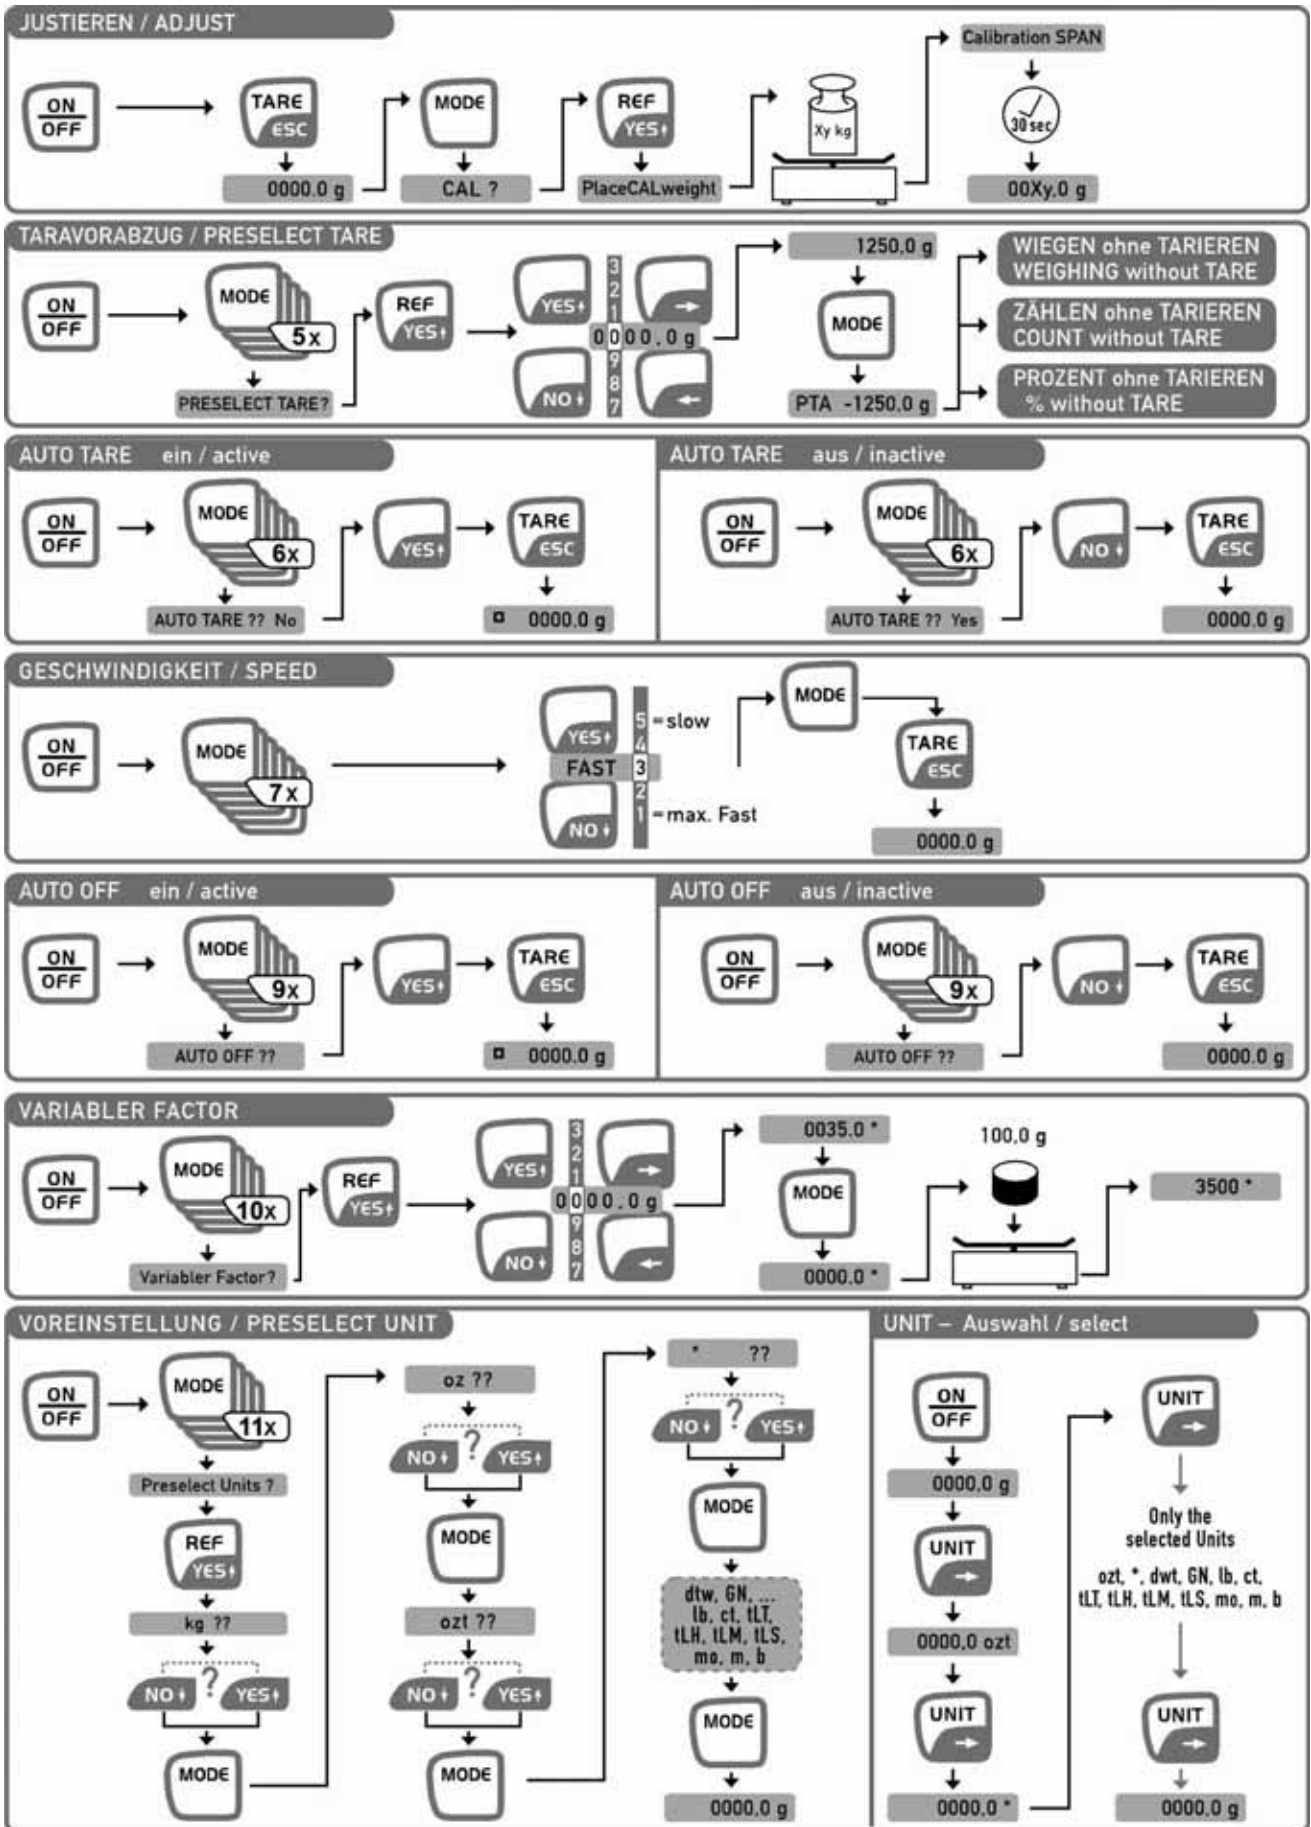 JUSTIEREN / ADJUST
ON
OFF
TARE
ESC
0000.0 g
MODE
CAL ?
REF
YES
PlaceCALweight
Xy kg
Calibration SPAN
30 sec
00Xy,0 g
TARAVORABZUG / PRESELECT TARE
ON
OFF
MODE
5x
PRESELECT TARE?
REF
YES
YES
NO
3
2
1
0000,0 g
9
8
7
1250,0 g
MODE
PTA -1250,0 g
WIEGEN ohne TARIEREN
WEIGHING without TARE
ZÄHLEN ohne TARIEREN
COUNT without TARE
PROZENT ohne TARIEREN
% without TARE
AUTO TARE ein / active
ON
OFF
MODE
6x
AUTO TARE ?? No
YES
TARE
ESC
0000.0 g
AUTO TARE aus / inactive
ON
OFF
MODE
6x
AUTO TARE ?? Yes
NO
TARE
ESC
0000.0 g
GESCHWINDIGKEIT / SPEED
ON
OFF
MODE
7x
YES
NO
5 = slow
4
FAST 3
2
1 = max. Fast
MODE
TARE
ESC
0000.0 g
AUTO OFF ein / active
ON
OFF
MODE
9x
AUTO OFF ??
YES
TARE
ESC
0000.0 g
AUTO OFF aus / inactive
ON
OFF
MODE
9x
AUTO OFF ??
NO
TARE
ESC
0000.0 g
VARIABLER FACTOR
ON
OFF
MODE
10x
Variabler Factor?
REF
YES
YES
NO
3
2
1
0000,0 g
9
8
7
0035.0 *
MODE
0000.0 *
100,0 g
3500 *
VOREINSTELLUNG / PRESELECT UNIT
ON
OFF
MODE
11x
Preselect Units ?
REF
YES
kg ??
NO ? YES
MODE
oz ??
NO ? YES
MODE
ozt ??
NO ? YES
MODE
* ??
NO ? YES
MODE
dtw, GN, ...
lb, ct, tLT,
tLH, tLM, tLS,
mo, m, b
MODE
0000,0 g
UNIT – Auswahl / select
ON
OFF
0000,0 g
UNIT
0000,0 ozt
UNIT
0000,0 *
UNIT
Only the
selected Units
ozt, *, dwt, GN, lb, ct,
tLT, tLH, tLM, tLS, mo, m, b
UNIT
0000,0 g